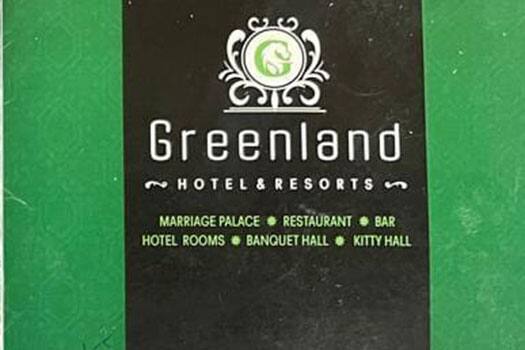 G
Greenland
HOTEL & RESORTS
MARRIAGE PALACE ✹ RESTAURANT ✹ BAR
HOTEL ROOMS ✹ BANQUET HALL ✹ KITTY HALL